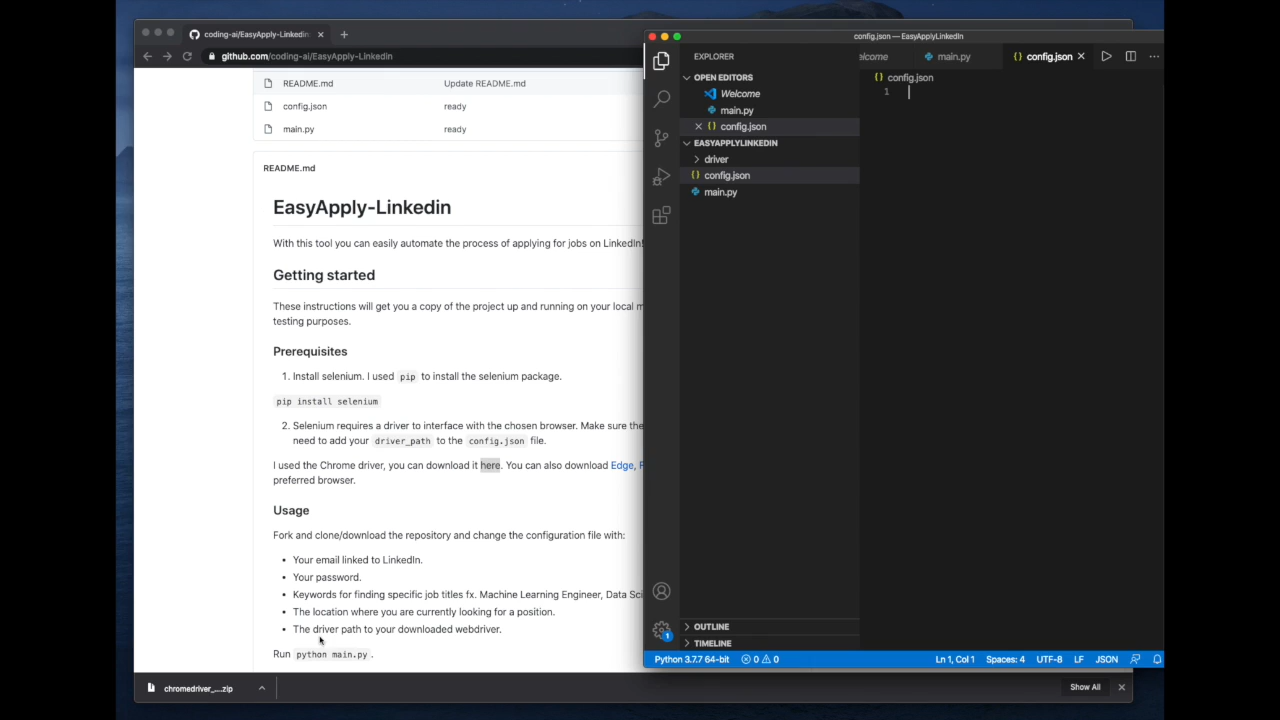 coding-ai/EasyApply-Linkedin:
github.com/coding-ai/EasyApply-Linkedin
README.md Update README.md
config.json ready
main.py ready
README.md
EasyApply-Linkedin
With this tool you can easily automate the process of applying for jobs on LinkedIn!
Getting started
These instructions will get you a copy of the project up and running on your local m
testing purposes.
Prerequisites
1. Install selenium. I used pip to install the selenium package.
pip install selenium
2. Selenium requires a driver to interface with the chosen browser. Make sure the
need to add your driver_path to the config.json file.
I used the Chrome driver, you can download it here. You can also download Edge, F
preferred browser.
Usage
Fork and clone/download the repository and change the configuration file with:
• Your email linked to LinkedIn.
• Your password.
• Keywords for finding specific job titles fx. Machine Learning Engineer, Data Sci
• The location where you are currently looking for a position.
• The driver path to your downloaded webdriver.
Run python main.py.
chromedriver_....zip
Show All
config.json — EasyApplyLinkedIn
EXPLORER
elcome main.py {} config.json
OPEN EDITORS
Welcome
main.py
{} config.json
EASYAPPLYLINKEDIN
driver
{} config.json
main.py
{} config.json
1
OUTLINE
TIMELINE
1
Python 3.7.7 64-bit 0 0 Ln 1, Col 1 Spaces: 4 UTF-8 LF JSON